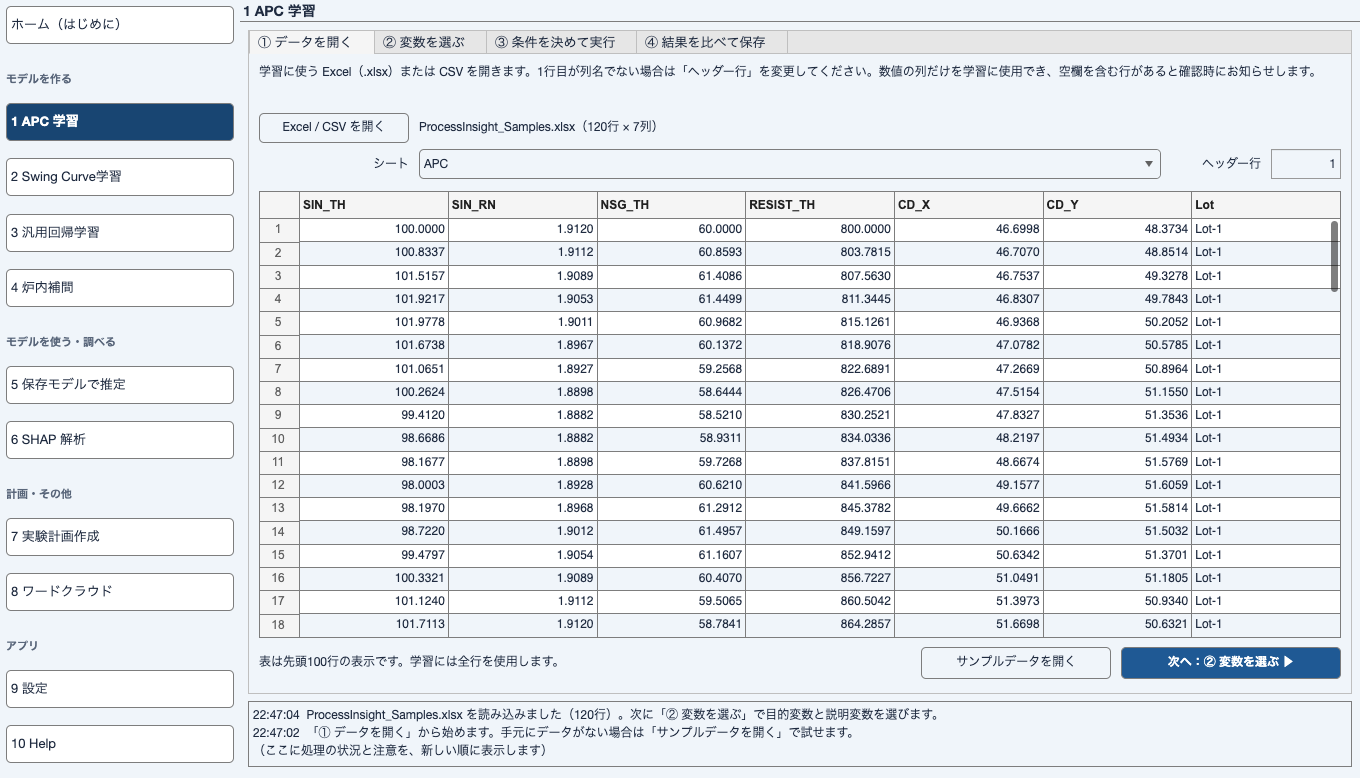 ホーム（はじめに）
モデルを作る
1 APC 学習
2 Swing Curve学習
3 汎用回帰学習
4 炉内補間
モデルを使う・調べる
5 保存モデルで推定
6 SHAP 解析
計画・その他
7 実験計画作成
8 ワードクラウド
アプリ
9 設定
10 Help
1 APC 学習
① データを開く ② 変数を選ぶ ③ 条件を決めて実行 ④ 結果を比べて保存
学習に使う Excel（.xlsx）または CSV を開きます。1行目が列名でない場合は「ヘッダー行」を変更してください。数値の列だけを学習に使用でき、空欄を含む行があると確認時にお知らせします。
Excel / CSV を開く ProcessInsight_Samples.xlsx（120行 × 7列）
シート APC ヘッダー行 1
SIN_TH SIN_RN NSG_TH RESIST_TH CD_X CD_Y Lot
1 100.0000 1.9120 60.0000 800.0000 46.6998 48.3734 Lot-1
2 100.8337 1.9112 60.8593 803.7815 46.7070 48.8514 Lot-1
3 101.5157 1.9089 61.4086 807.5630 46.7537 49.3278 Lot-1
4 101.9217 1.9053 61.4499 811.3445 46.8307 49.7843 Lot-1
5 101.9778 1.9011 60.9682 815.1261 46.9368 50.2052 Lot-1
6 101.6738 1.8967 60.1372 818.9076 47.0782 50.5785 Lot-1
7 101.0651 1.8927 59.2568 822.6891 47.2669 50.8964 Lot-1
8 100.2624 1.8898 58.6444 826.4706 47.5154 51.1550 Lot-1
9 99.4120 1.8882 58.5210 830.2521 47.8327 51.3536 Lot-1
10 98.6686 1.8882 58.9311 834.0336 48.2197 51.4934 Lot-1
11 98.1677 1.8898 59.7268 837.8151 48.6674 51.5769 Lot-1
12 98.0003 1.8928 60.6210 841.5966 49.1577 51.6059 Lot-1
13 98.1970 1.8968 61.2912 845.3782 49.6662 51.5814 Lot-1
14 98.7220 1.9012 61.4957 849.1597 50.1666 51.5032 Lot-1
15 99.4797 1.9054 61.1607 852.9412 50.6342 51.3701 Lot-1
16 100.3321 1.9089 60.4070 856.7227 51.0491 51.1805 Lot-1
17 101.1240 1.9112 59.5065 860.5042 51.3973 50.9340 Lot-1
18 101.7113 1.9120 58.7841 864.2857 51.6698 50.6321 Lot-1
表は先頭100行の表示です。学習には全行を使用します。 サンプルデータを開く 次へ：② 変数を選ぶ ▶
22:47:04 ProcessInsight_Samples.xlsx を読み込みました（120行）。次に「② 変数を選ぶ」で目的変数と説明変数を選びます。
22:47:02 「① データを開く」から始めます。手元にデータがない場合は「サンプルデータを開く」で試せます。
（ここに処理の状況と注意を、新しい順に表示します）